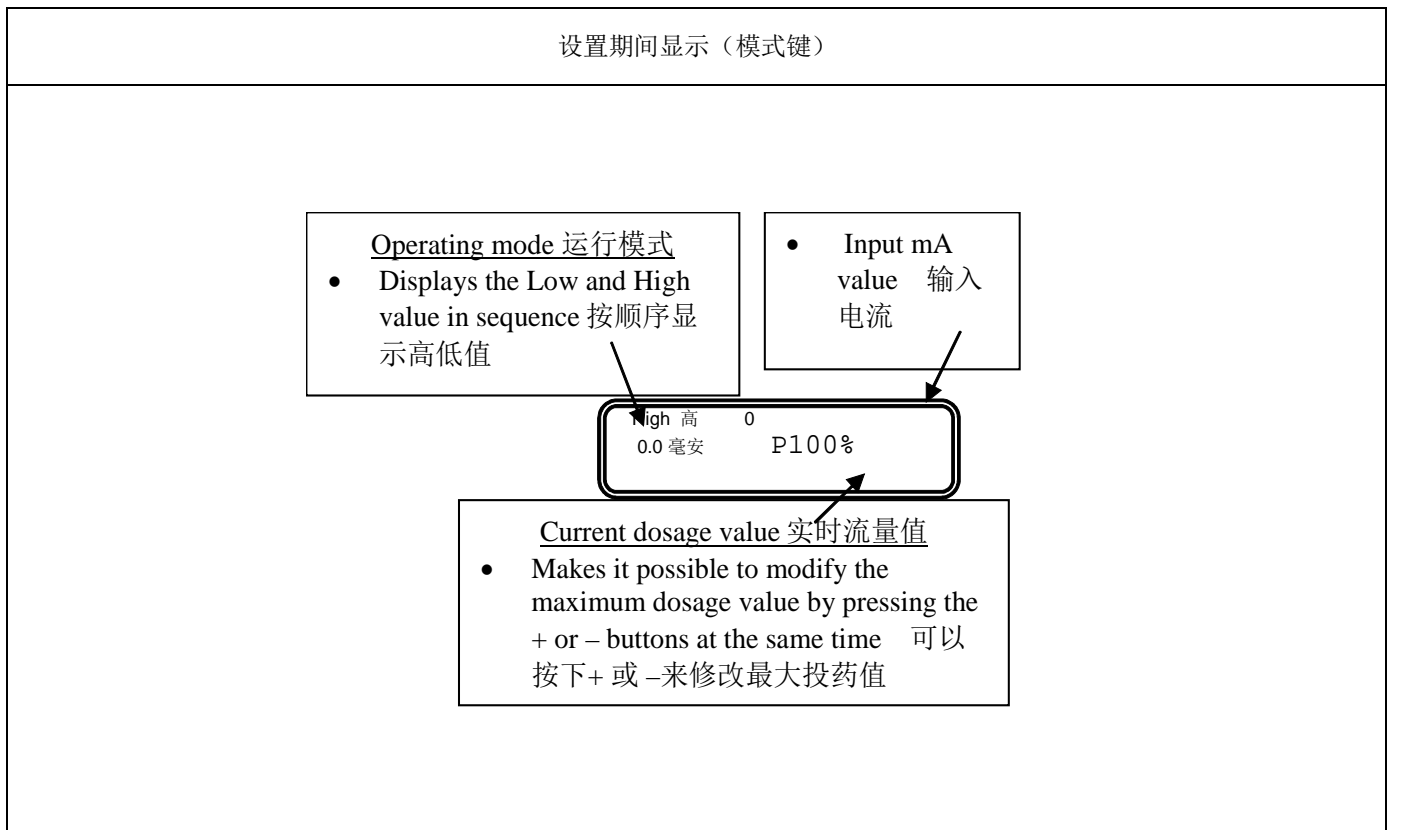 设置期间显示（模式键）
Operating mode 运行模式
• Displays the Low and High
value in sequence 按顺序显
示高低值
• Input mA
value 输入
电流
High 高 0
0.0 毫安 P100%
Current dosage value 实时流量值
• Makes it possible to modify the
maximum dosage value by pressing the
+ or – buttons at the same time 可以
按下+ 或 –来修改最大投药值